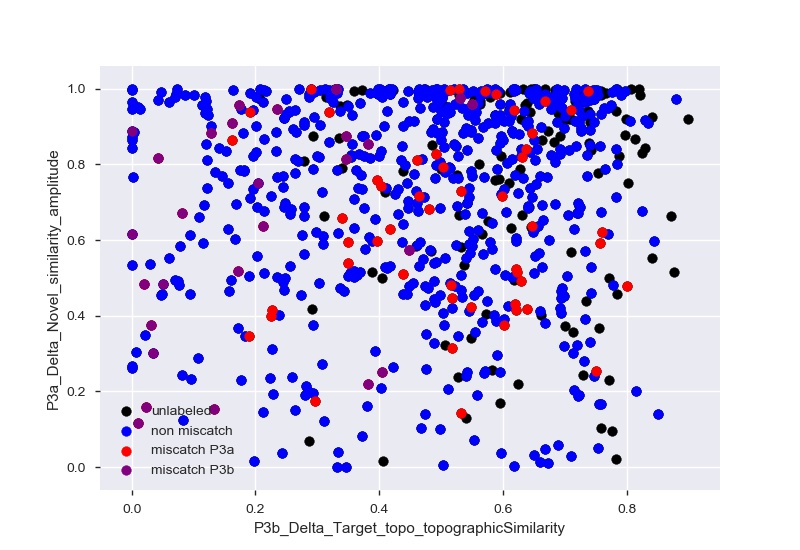 1.0
0.8
0.6
0.4
0.2
0.0
P3a_Delta_Novel_similarity_amplitude
unlabeled
non miscatch
miscatch P3a
miscatch P3b
0.0 0.2 0.4 0.6 0.8
P3b_Delta_Target_topo_topographicSimilarity